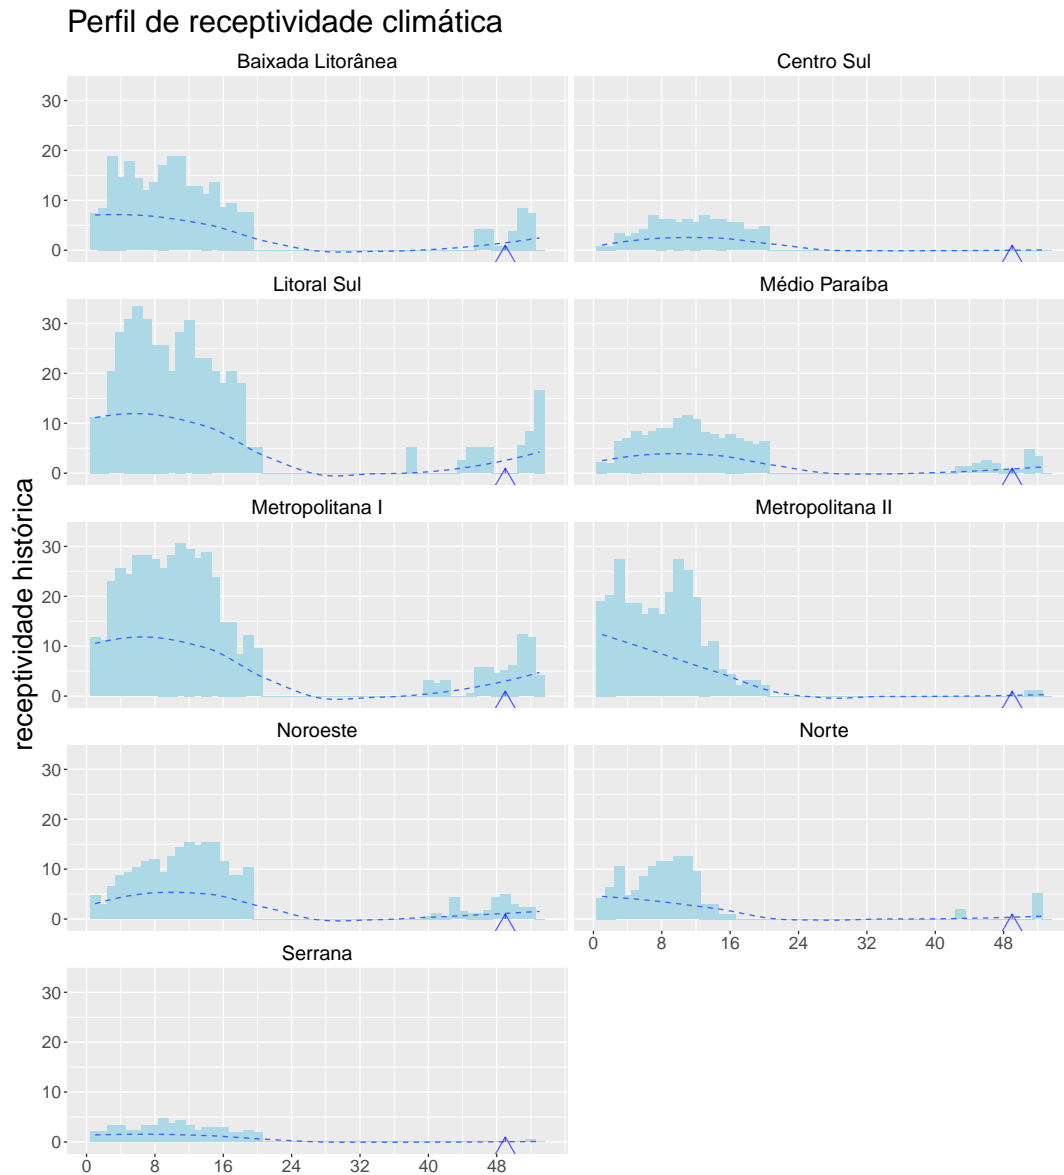 Perfil de receptividade climática
Baixada Litorânea
Centro Sul
30
20
10
0
Litoral Sul
Médio Paraíba
30
20
10
0
Metropolitana I
Metropolitana II
30
20
10
0
receptividade histórica
Noroeste
Norte
30
20
10
0
0 8 16 24 32 40 48
Serrana
30
20
10
0
0 8 16 24 32 40 48